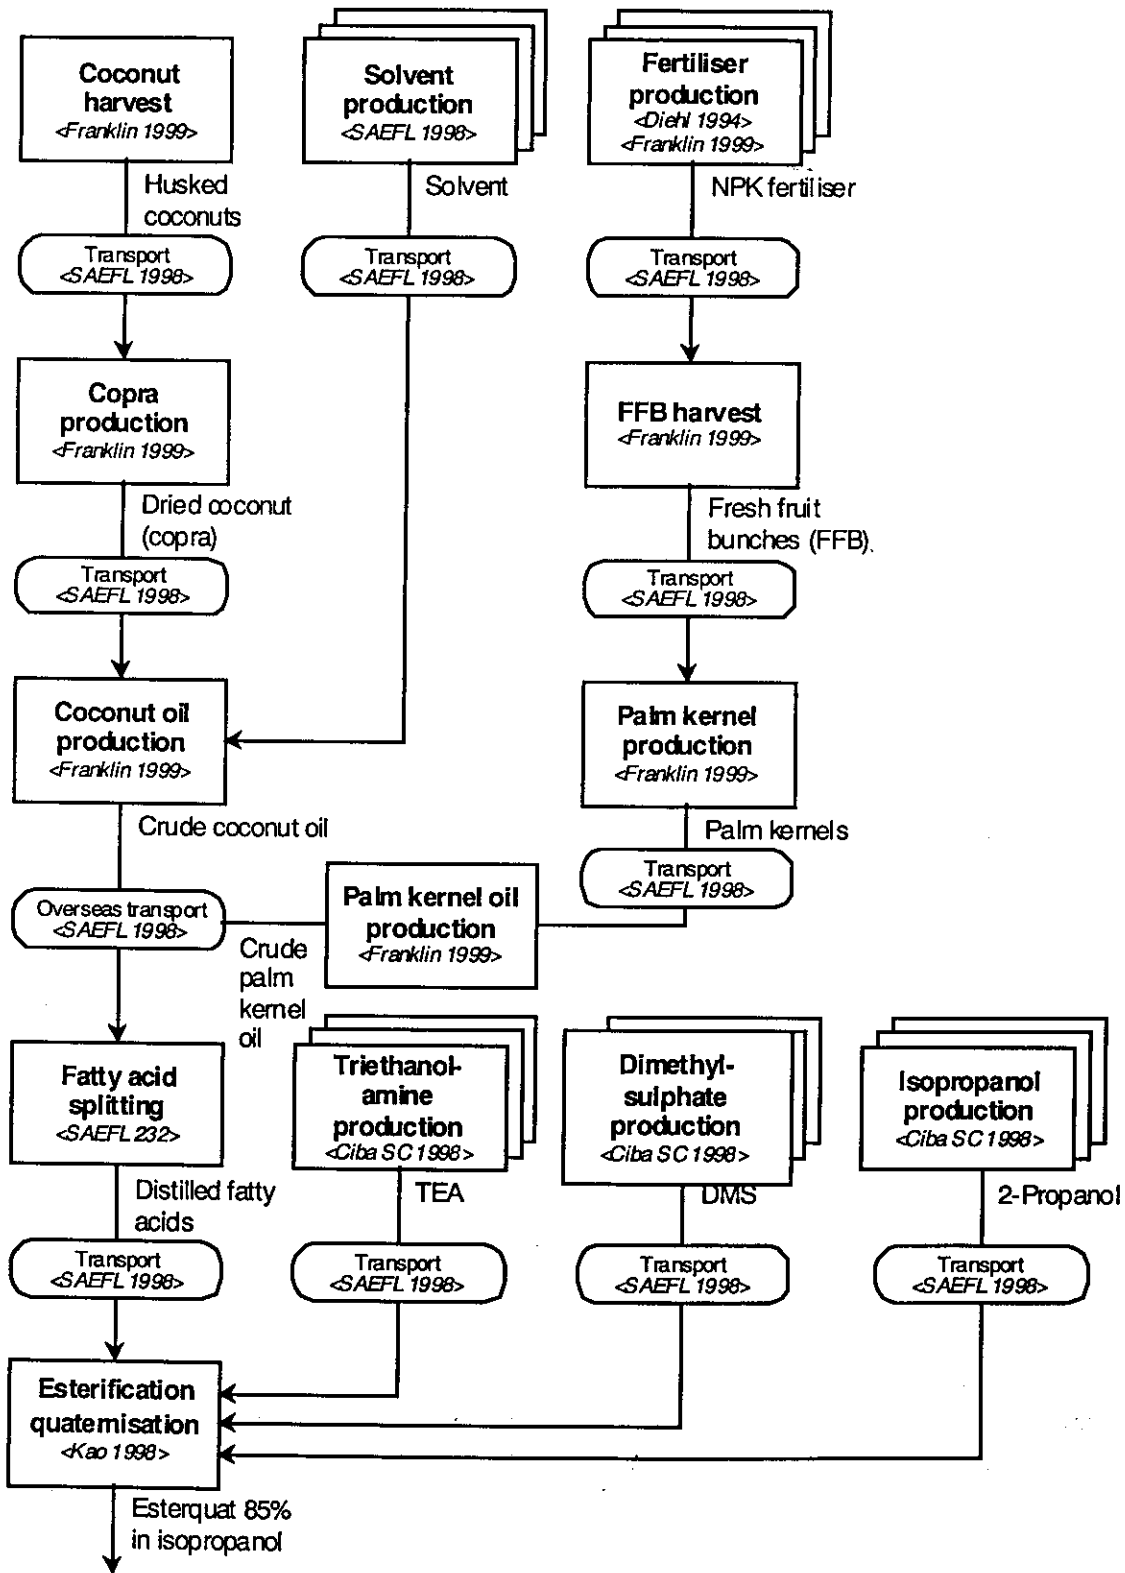 Coconut
harvest
<Franklin 1999>
Solvent
production
<SAEFL 1998>
Fertiliser
production
<Diehl 1994>
<Franklin 1999>
Husked
coconuts
Solvent
NPK fertiliser
Transport
<SAEFL 1998>
Transport
<SAEFL 1998>
Transport
<SAEFL 1998>
Copra
production
<Franklin 1999>
FFB harvest
<Franklin 1999>
Dried coconut
(copra)
Fresh fruit
bunches (FFB).
Transport
<SAEFL 1998>
Transport
<SAEFL 1998>
Coconut oil
production
<Franklin 1999>
Palm kernel
production
<Franklin 1999>
Crude coconut oil
Palm kernels
Transport
<SAEFL 1998>
Overseas transport
<SAEFL 1998>
Palm kernel oil
production
<Franklin 1999>
Crude
palm
kernel
oil
Fatty acid
splitting
<SAEFL 232>
Triethanol-
amine
production
<Ciba SC 1998>
Dimethyl-
sulphate
production
<Ciba SC 1998>
Isopropanol
production
<Ciba SC 1998>
Distilled fatty
acids
TEA
DMS
2-Propanol
Transport
<SAEFL 1998>
Transport
<SAEFL 1998>
Transport
<SAEFL 1998>
Transport
<SAEFL 1998>
Esterification
quaternisation
<Kao 1998>
Esterquat 85%
in isopropanol